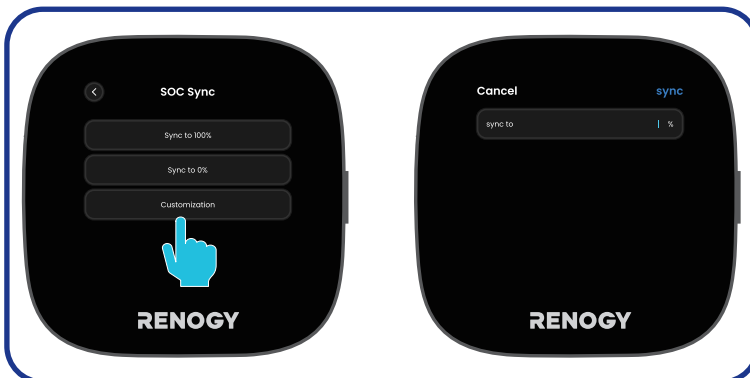 SOC Sync
Sync to 100%
Sync to 0%
Customization
RENOGY
Cancel sync
sync to %
RENOGY